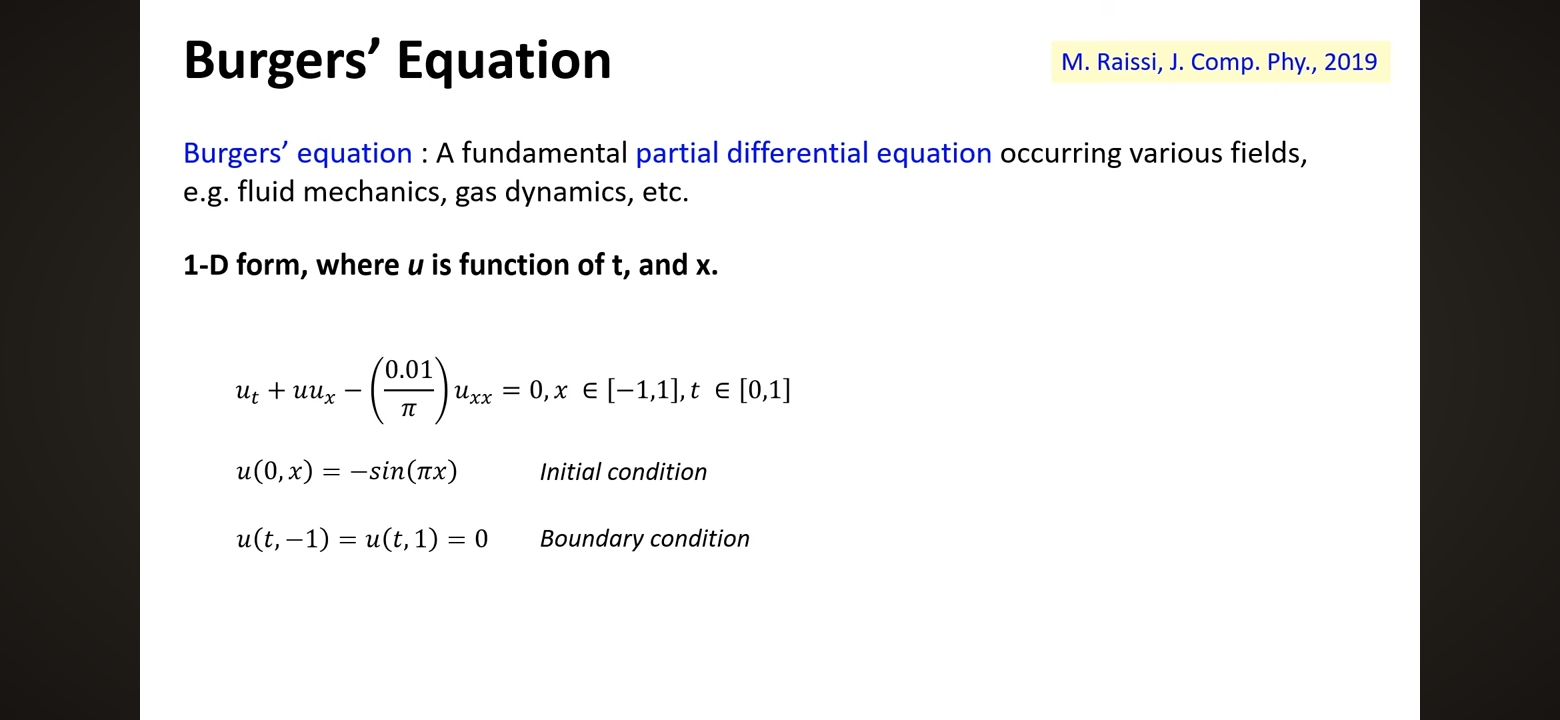 Burgers’ Equation
M. Raissi, J. Comp. Phy., 2019
Burgers’ equation : A fundamental partial differential equation occurring various fields,
e.g. fluid mechanics, gas dynamics, etc.
1-D form, where u is function of t, and x.
u_t + uu_x − (0.01/π) u_xx = 0, x ∈ [−1,1], t ∈ [0,1]
u(0, x) = −sin(πx) Initial condition
u(t, −1) = u(t, 1) = 0 Boundary condition